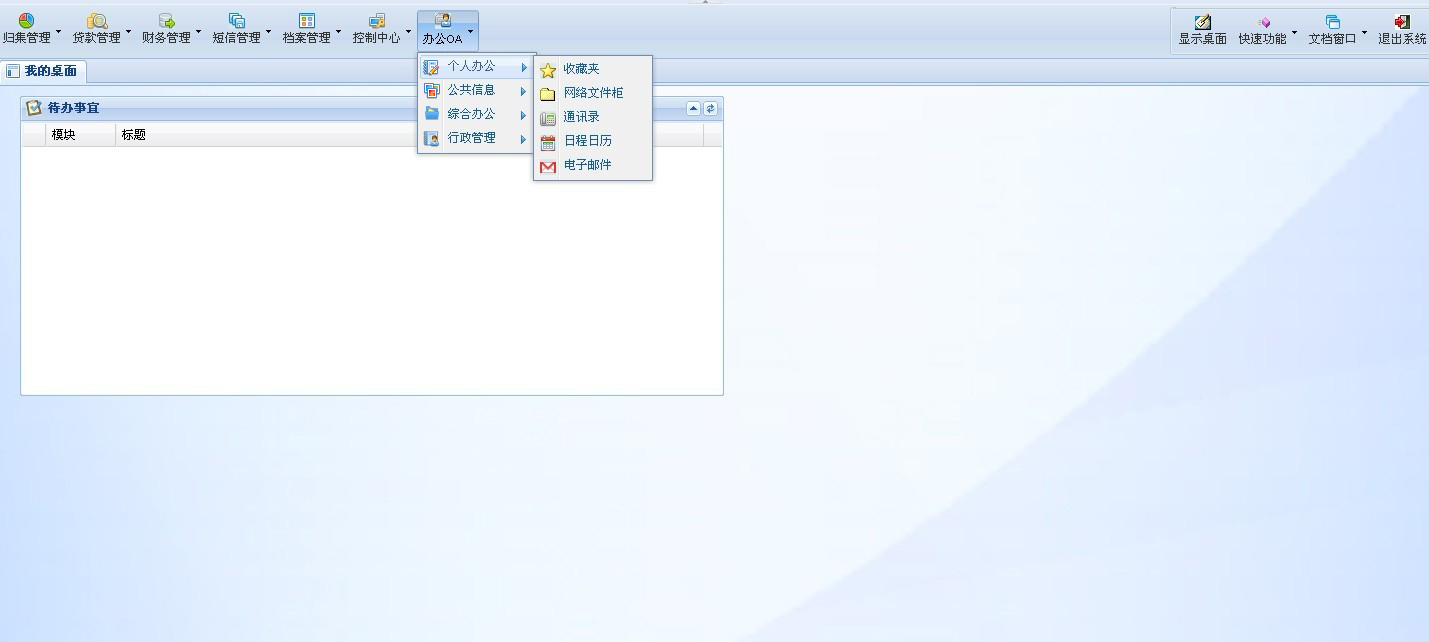 归集管理 贷款管理 财务管理 短信管理 档案管理 控制中心 办公OA 显示桌面 快速功能 文档窗口 退出系统
我的桌面
个人办公
公共信息
综合办公
行政管理
收藏夹
网络文件柜
通讯录
日程日历
电子邮件
待办事宜
模块 标题